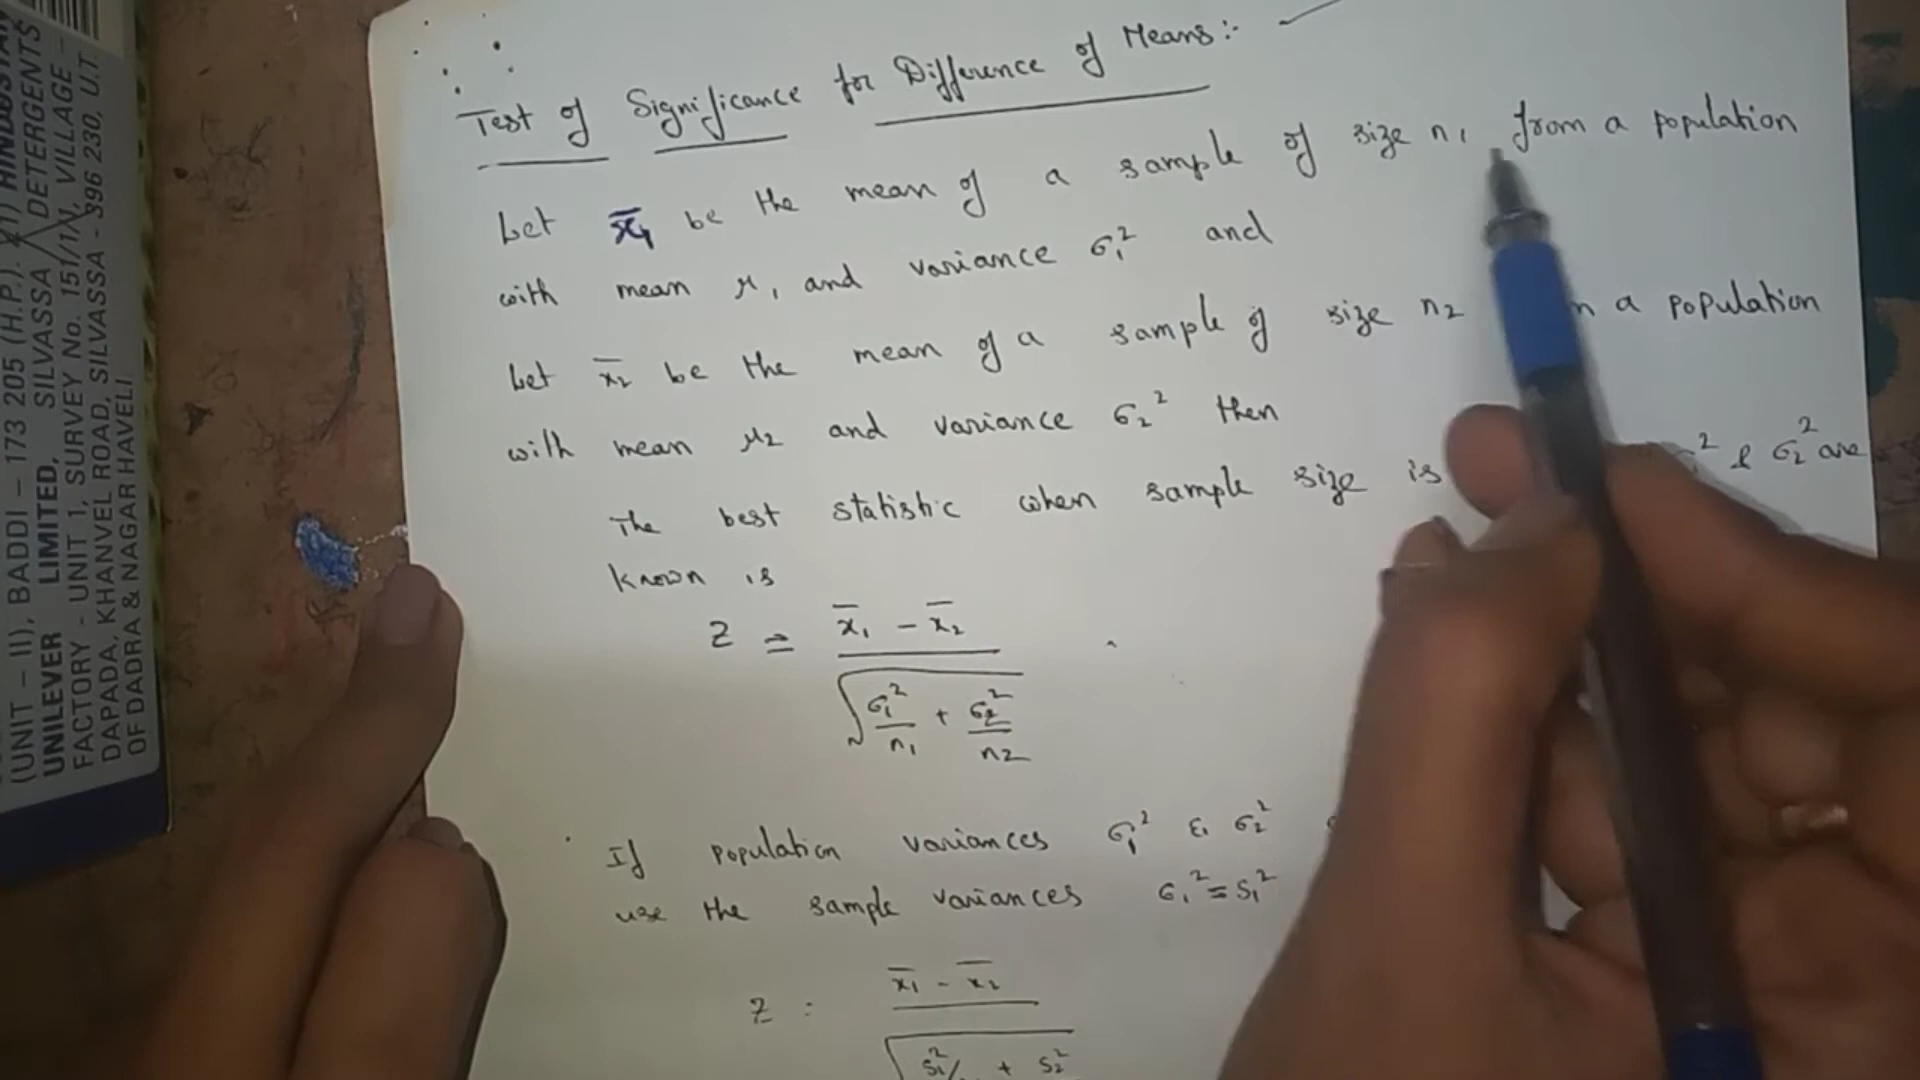 (UNIT – II), BADDI – 173 205 (H.P.). (1) HINDUSTAN
UNILEVER LIMITED, SILVASSA DETERGENTS
FACTORY - UNIT 1, SURVEY No. 151/1/1, VILLAGE -
DAPADA, KHANVEL ROAD, SILVASSA - 396 230, U.T
OF DADRA & NAGAR HAVELI
Test of Significance for Difference of Means:-
Let x̄₁ be the mean of a sample of size n₁ from a population
with mean μ₁ and variance σ₁² and
Let x̄₂ be the mean of a sample of size n₂ a population
with mean μ₂ and variance σ₂² then
The best statistic when sample size is ² & σ₂² are
known is
Z = x̄₁ - x̄₂
√ σ₁²/n₁ + σ₂²/n₂
If population variances σ₁² & σ₂²
use the sample variances σ₁² = S₁²
Z : x̄₁ - x̄₂
√ S₁²/ + S₂²